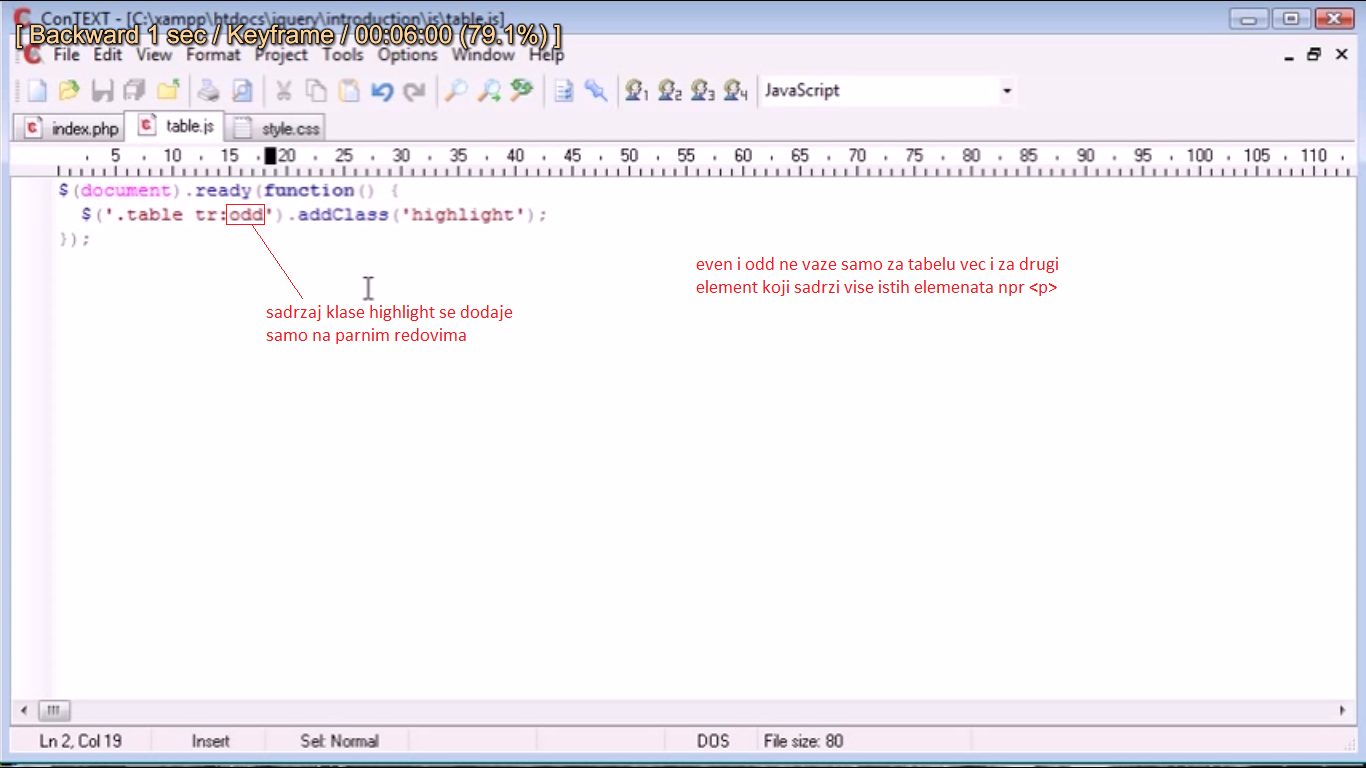 ConTEXT - [C:\xampp\htdocs\jquery\introduction\js\table.js]
[ Backward 1 sec / Keyframe / 00:06:00 (79.1%) ]
File Edit View Format Project Tools Options Window Help
1 2 3 4 JavaScript
index.php table.js style.css
5 10 15 20 25 30 35 40 45 50 55 60 65 70 75 80 85 90 95 100 105 110
$(document).ready(function() {
$('.table tr:odd').addClass('highlight');
});
even i odd ne vaze samo za tabelu vec i za drugi
element koji sadrzi vise istih elemenata npr <p>
sadrzaj klase highlight se dodaje
samo na parnim redovima
Ln 2, Col 19 Insert Sel: Normal DOS File size: 80